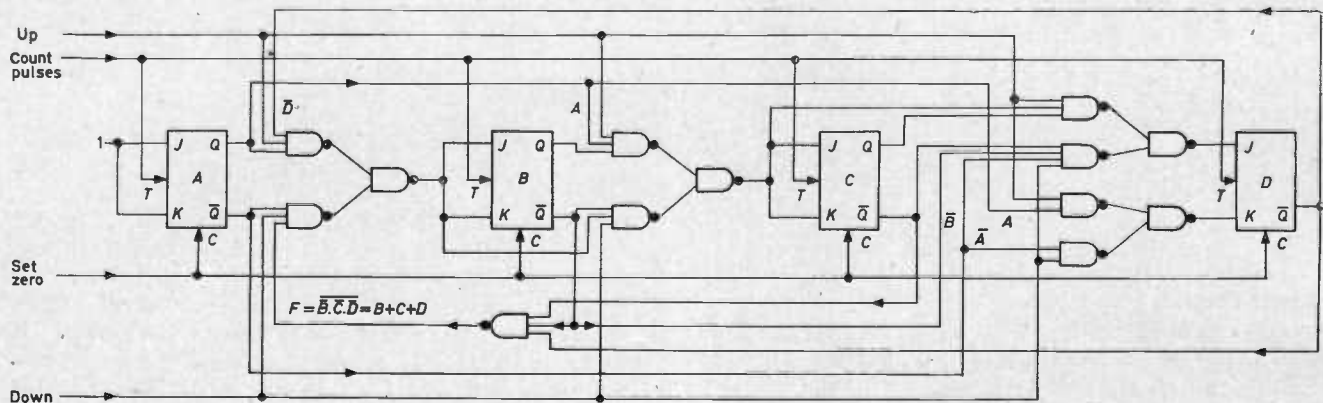 Up
Count
pulses
D̅
A
1
J Q
A
T
K Q̅
C
J Q
B
T
K Q̅
C
J Q
C
T
K Q̅
C
B̅
A̅
A
J
D
T
K Q̅
C
Set
zero
F = B̅.C̅.D̅ = B+C+D
Down